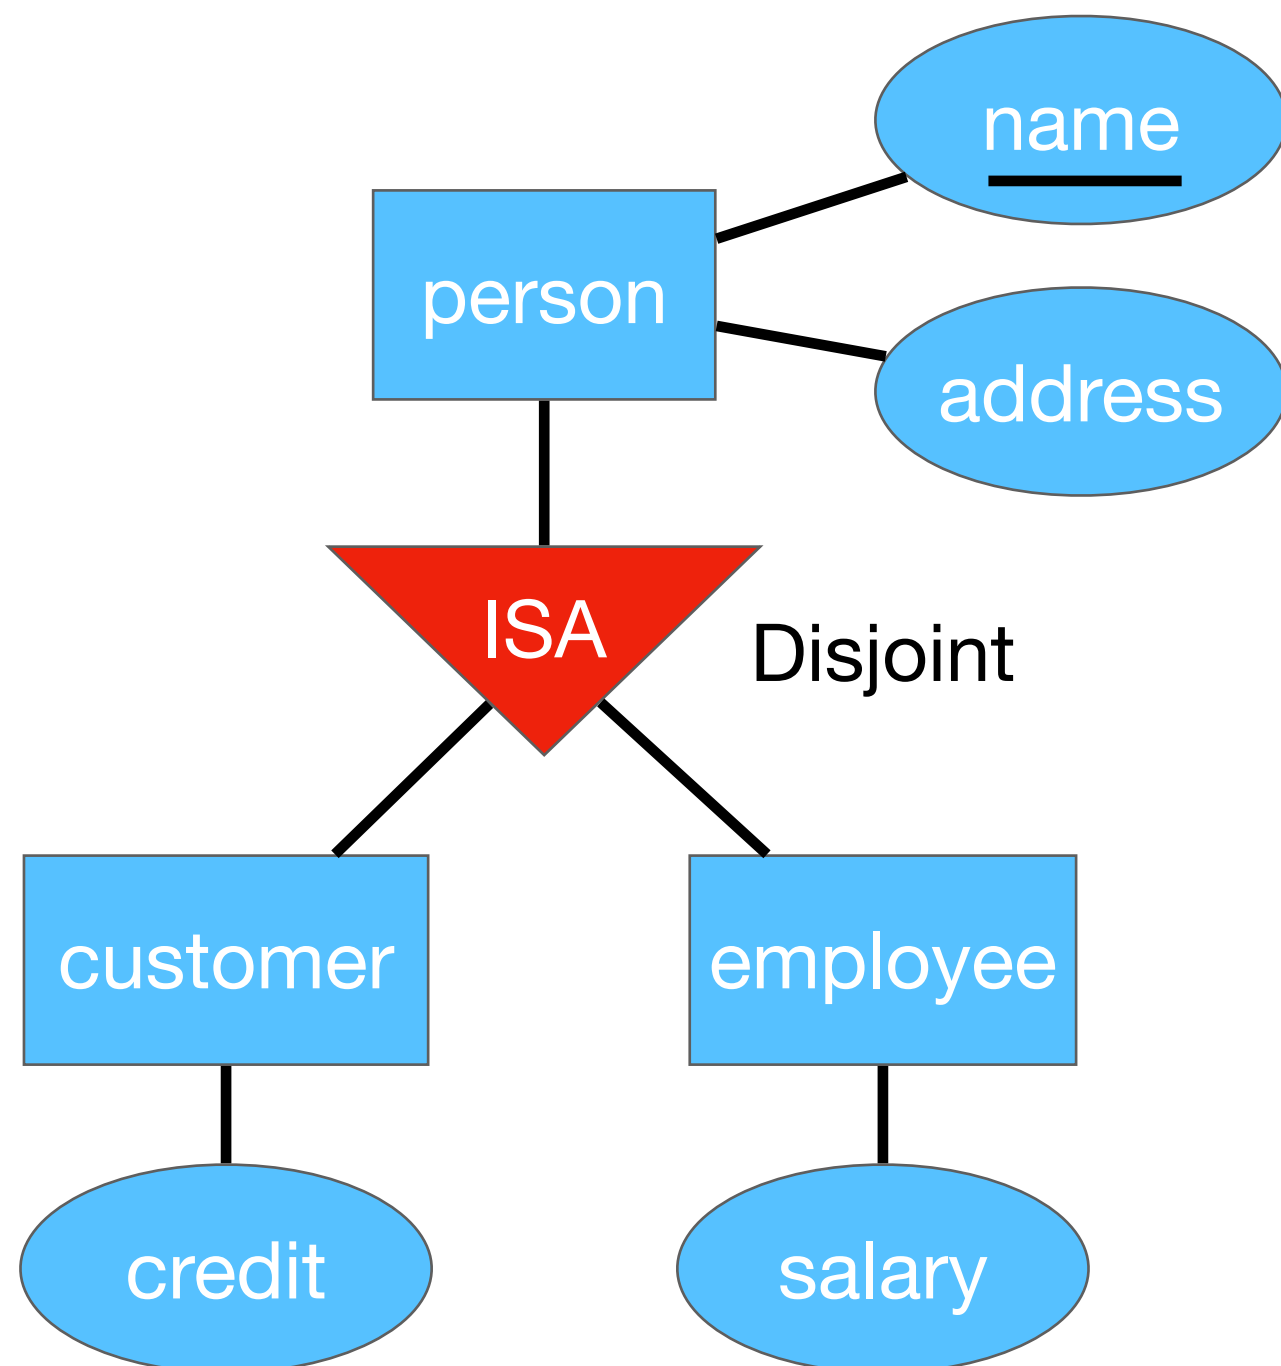 name
person
address
ISA
Disjoint
customer
employee
credit
salary